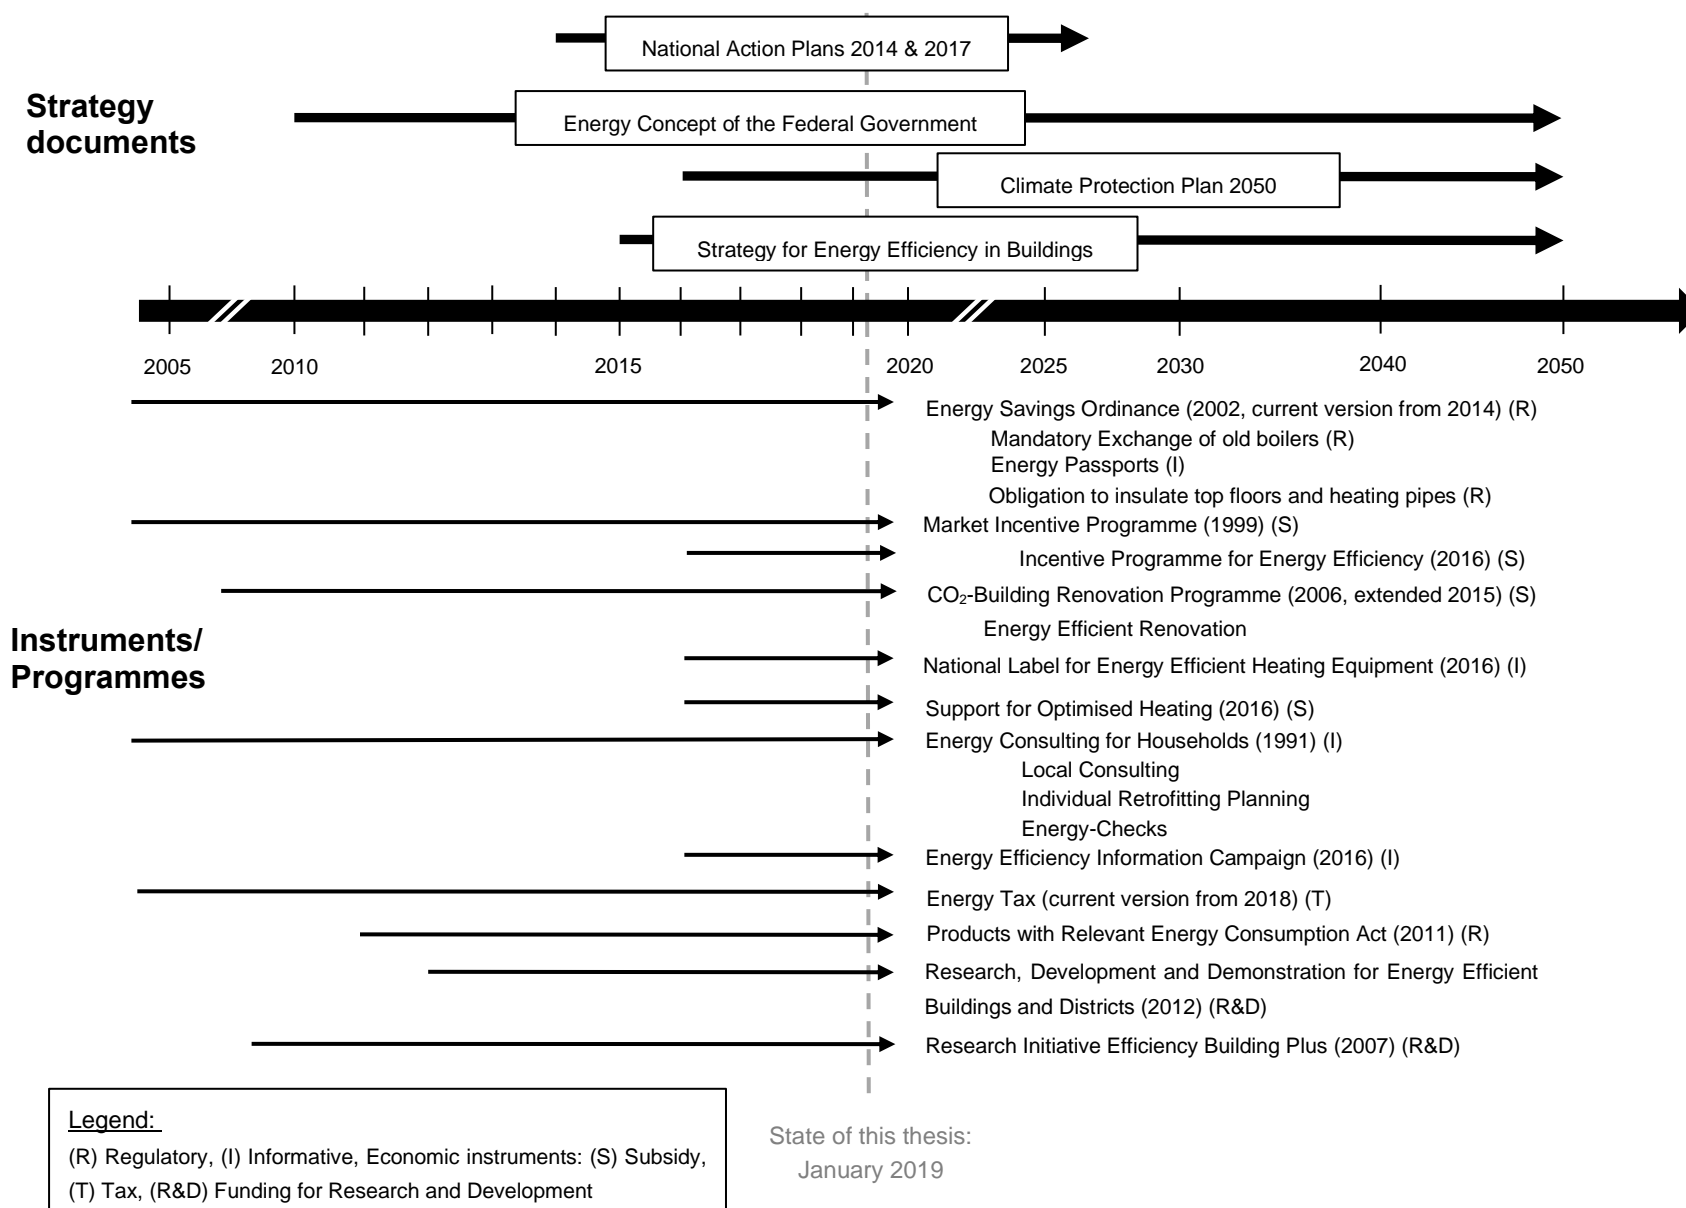 National Action Plans 2014 & 2017
Strategy
documents
Energy Concept of the Federal Government
Climate Protection Plan 2050
Strategy for Energy Efficiency in Buildings
2005 2010 2015 2020 2025 2030 2040 2050
Energy Savings Ordinance (2002, current version from 2014) (R)
Mandatory Exchange of old boilers (R)
Energy Passports (I)
Obligation to insulate top floors and heating pipes (R)
Market Incentive Programme (1999) (S)
Incentive Programme for Energy Efficiency (2016) (S)
CO₂-Building Renovation Programme (2006, extended 2015) (S)
Energy Efficient Renovation
Instruments/
Programmes
National Label for Energy Efficient Heating Equipment (2016) (I)
Support for Optimised Heating (2016) (S)
Energy Consulting for Households (1991) (I)
Local Consulting
Individual Retrofitting Planning
Energy-Checks
Energy Efficiency Information Campaign (2016) (I)
Energy Tax (current version from 2018) (T)
Products with Relevant Energy Consumption Act (2011) (R)
Research, Development and Demonstration for Energy Efficient
Buildings and Districts (2012) (R&D)
Research Initiative Efficiency Building Plus (2007) (R&D)
Legend:
(R) Regulatory, (I) Informative, Economic instruments: (S) Subsidy,
(T) Tax, (R&D) Funding for Research and Development
State of this thesis:
January 2019